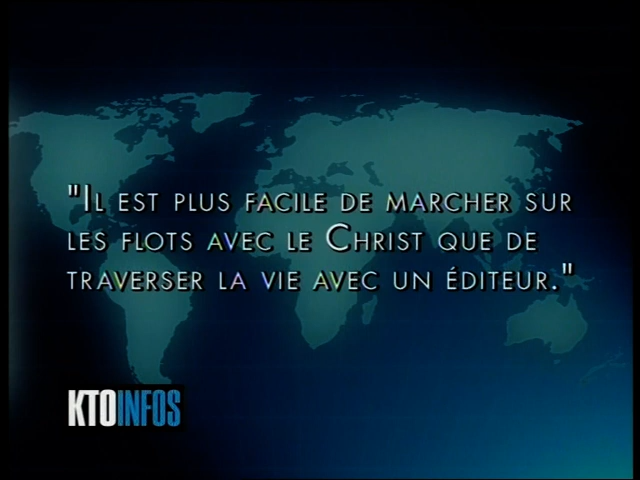 "Il est plus facile de marcher sur
les flots avec le Christ que de
traverser la vie avec un éditeur."
KTOINFOS